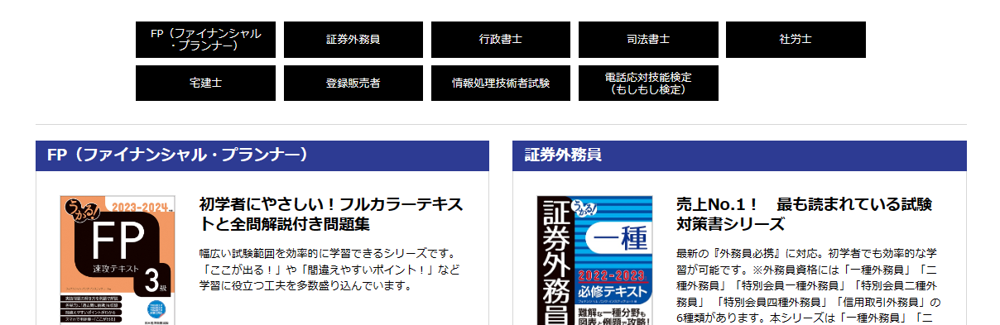 FP（ファイナンシャル
・プランナー）
証券外務員
行政書士
司法書士
社労士
宅建士
登録販売者
情報処理技術者試験
電話応対技能検定
（もしもし検定）
FP（ファイナンシャル・プランナー）
うかる!
2023-2024
FP
速攻テキスト
3級
初学者にやさしい！フルカラーテキス
トと全問解説付き問題集
幅広い試験範囲を効率的に学習できるシリーズです。
「ここが出る！」や「間違えやすいポイント！」など
学習に役立つ工夫を多数盛り込んでいます。
証券外務員
うかる!
証券外務員
一種
2022-2023
必修テキスト
難解な一種分野も
図表と例題で攻略!
売上No.1！　最も読まれている試験
対策書シリーズ
最新の『外務員必携』に対応。初学者でも効率的な学
習が可能です。※外務員資格には「一種外務員」「二
種外務員」「特別会員一種外務員」「特別会員二種外
務員」 「特別会員四種外務員」「信用取引外務員」の
6種類があります。本シリーズは「一種外務員」「二